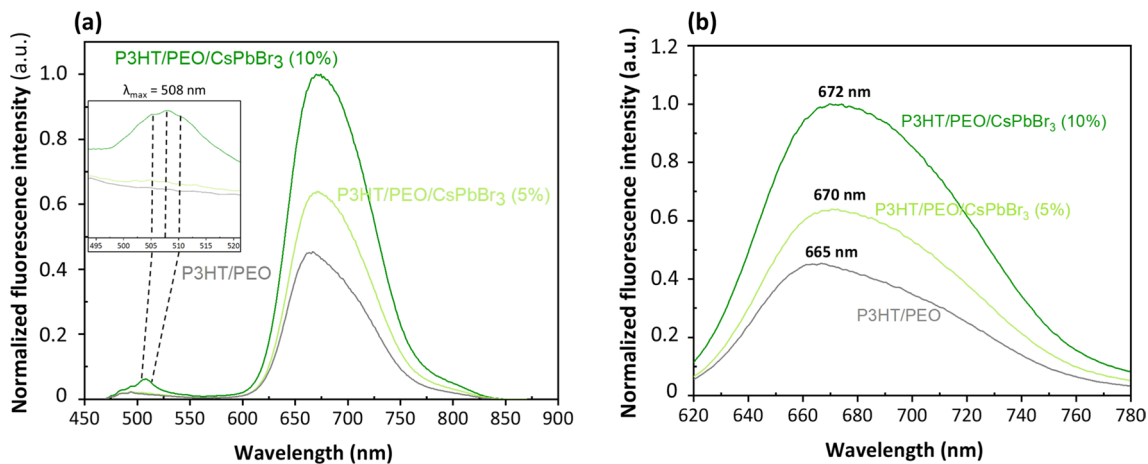 (a)
Normalized fluorescence intensity (a.u.)
P3HT/PEO/CsPbBr₃ (10%)
λmax = 508 nm
P3HT/PEO/CsPbBr₃ (5%)
P3HT/PEO
1.0
0.8
0.6
0.4
0.2
0
495 500 505 510 515 520
450 500 550 600 650 700 750 800 850 900
Wavelength (nm)
(b)
Normalized fluorescence intensity (a.u.)
1.2
1.0
0.8
0.6
0.4
0.2
0
672 nm
P3HT/PEO/CsPbBr₃ (10%)
670 nm
P3HT/PEO/CsPbBr₃ (5%)
665 nm
P3HT/PEO
620 640 660 680 700 720 740 760 780
Wavelength (nm)